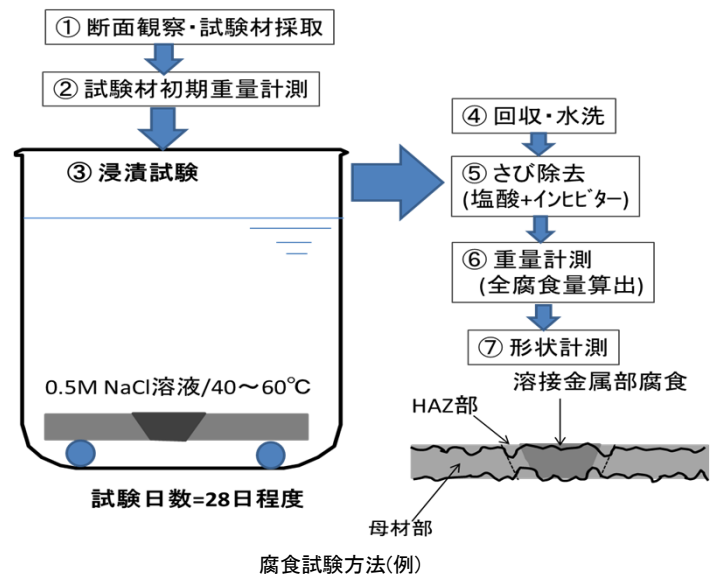 ① 断面観察・試験材採取
② 試験材初期重量計測
③ 浸漬試験
0.5M NaCl溶液/40～60℃
試験日数=28日程度
④ 回収・水洗
⑤ さび除去
(塩酸+ｲﾝﾋﾋﾞﾀｰ)
⑥ 重量計測
(全腐食量算出)
⑦ 形状計測
溶接金属部腐食
HAZ部
母材部
腐食試験方法(例)